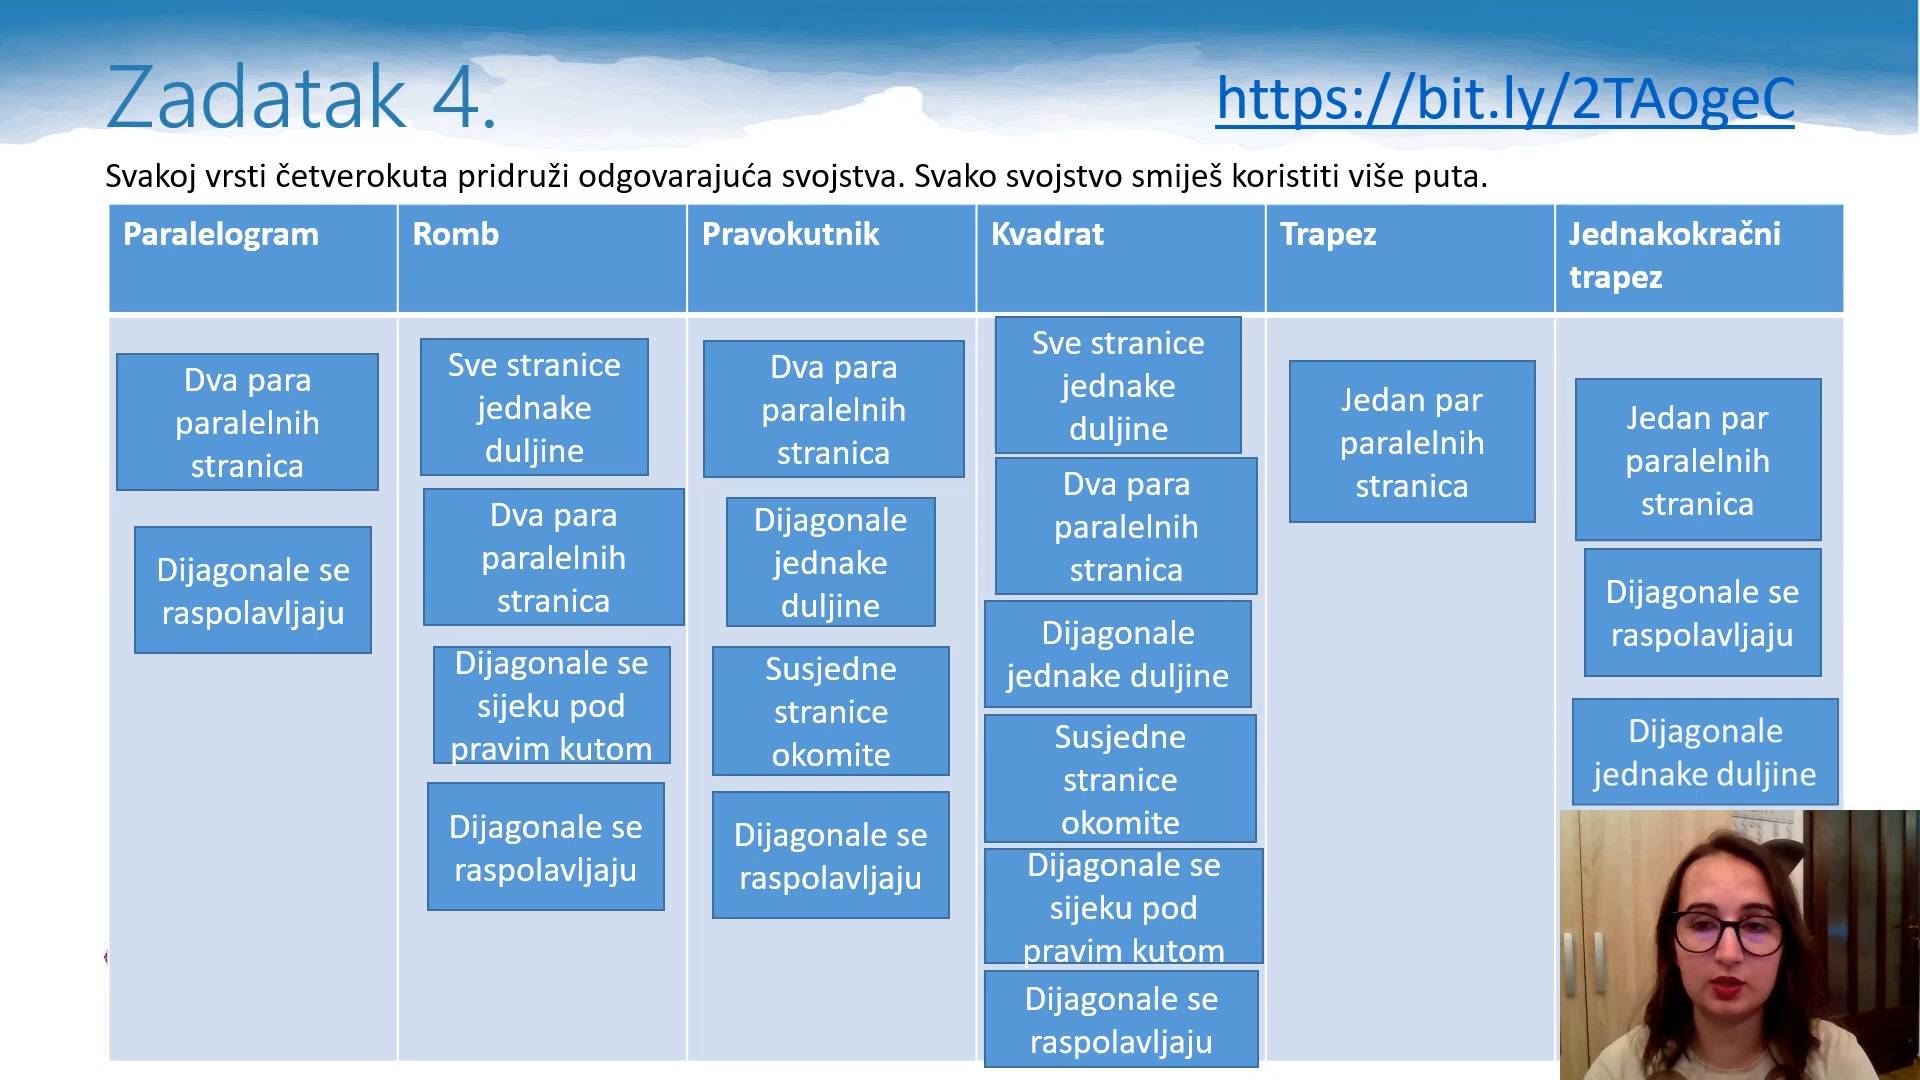 Zadatak 4.
https://bit.ly/2TAogeC
Svakoj vrsti četverokuta pridruži odgovarajuća svojstva. Svako svojstvo smiješ koristiti više puta.
Paralelogram
Romb
Pravokutnik
Kvadrat
Trapez
Jednakokračni
trapez
Dva para
paralelnih
stranica
Dijagonale se
raspolavljaju
Sve stranice
jednake
duljine
Dva para
paralelnih
stranica
Dijagonale se
sijeku pod
pravim kutom
Dijagonale se
raspolavljaju
Dva para
paralelnih
stranica
Dijagonale
jednake
duljine
Susjedne
stranice
okomite
Dijagonale se
raspolavljaju
Sve stranice
jednake
duljine
Dva para
paralelnih
stranica
Dijagonale
jednake duljine
Susjedne
stranice
okomite
Dijagonale se
sijeku pod
pravim kutom
Dijagonale se
raspolavljaju
Jedan par
paralelnih
stranica
Jedan par
paralelnih
stranica
Dijagonale se
raspolavljaju
Dijagonale
jednake duljine